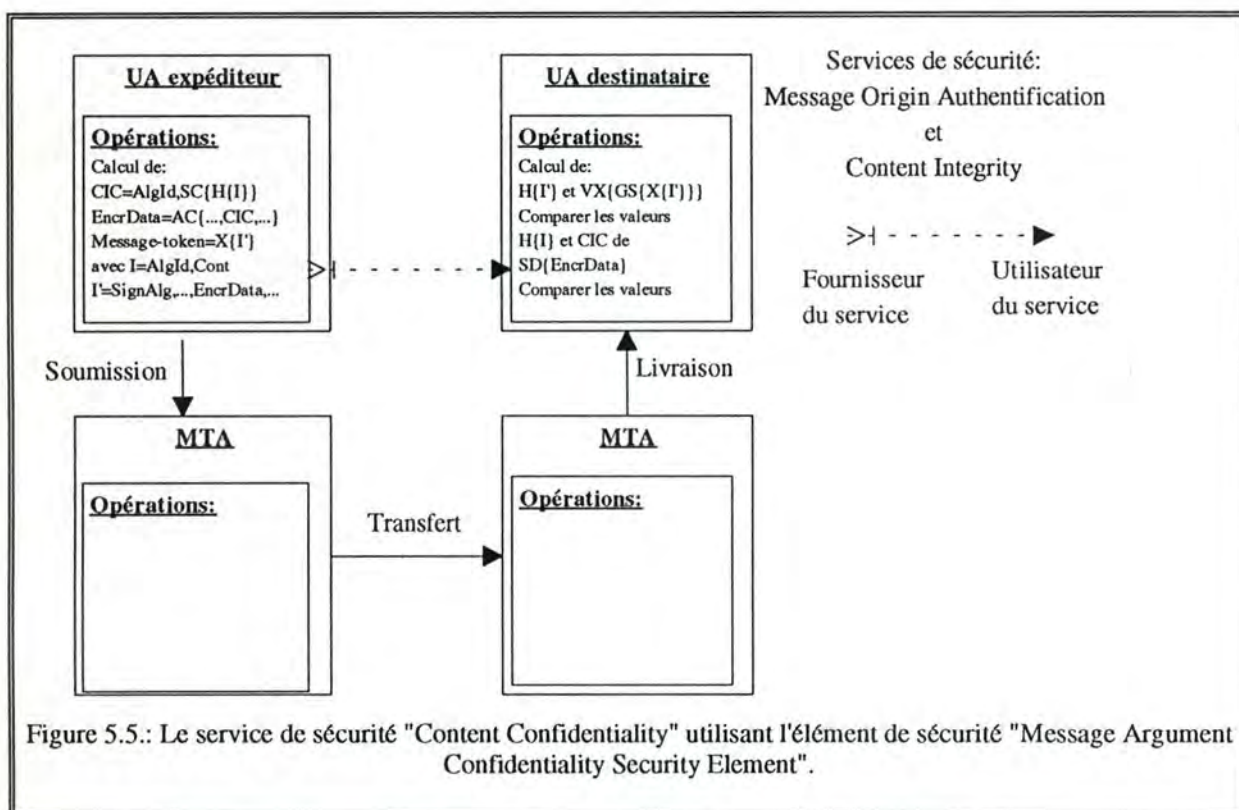 UA expéditeur
Opérations:
Calcul de:
CIC=AlgId,SC{H{I}}
EncrData=AC{...,CIC,...}
Message-token=X{I'}
avec I=AlgId,Cont
I'=SignAlg,...,EncrData,...
UA destinataire
Opérations:
Calcul de:
H{I'} et VX{GS{X{I'}}}
Comparer les valeurs
H{I} et CIC de
SD{EncrData}
Comparer les valeurs
Services de sécurité:
Message Origin Authentification
et
Content Integrity
Fournisseur
du service
Utilisateur
du service
Soumission
Livraison
MTA
Opérations:
Transfert
MTA
Opérations:
Figure 5.5.: Le service de sécurité "Content Confidentiality" utilisant l'élément de sécurité "Message Argument
Confidentiality Security Element".